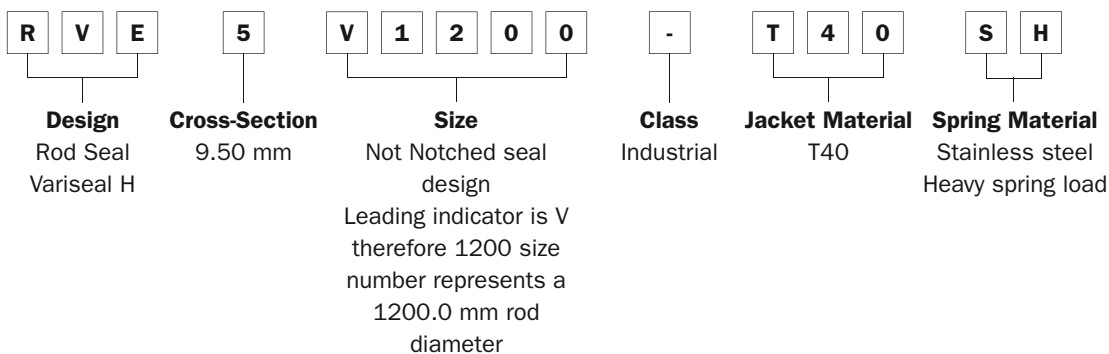 R V E 5 V 1 2 0 0 - T 4 0 S H
Design Cross-Section Size Class Jacket Material Spring Material
Rod Seal 9.50 mm Not Notched seal Industrial T40 Stainless steel
Variseal H design Heavy spring load
Leading indicator is V
therefore 1200 size
number represents a
1200.0 mm rod
diameter